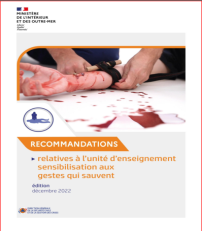 MINISTÈRE
DE L'INTÉRIEUR
ET DES OUTRE-MER
RECOMMANDATIONS
relatives à l'unité d'enseignement
sensibilisation aux
gestes qui sauvent
édition
décembre 2022